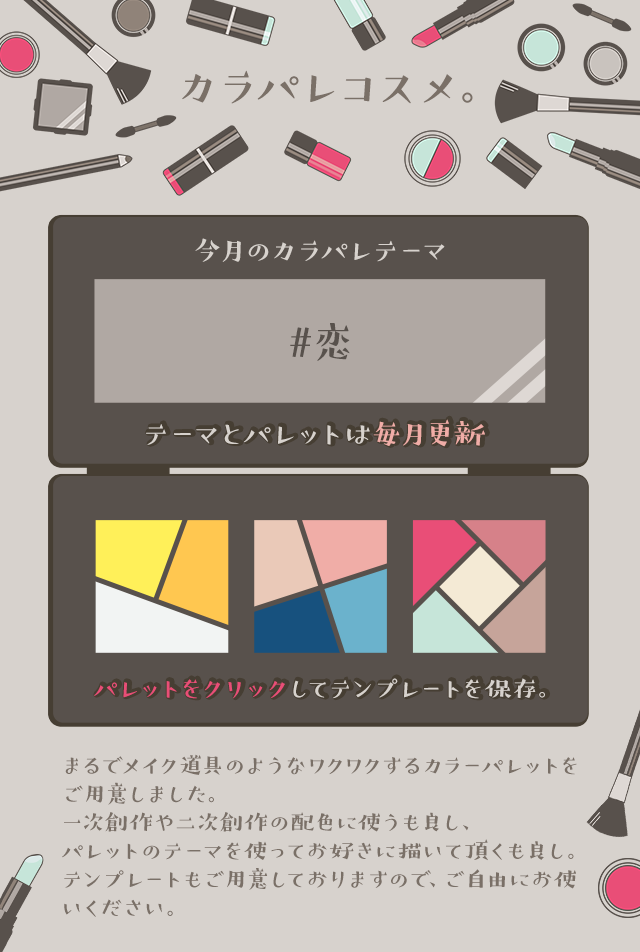 カラパレコスメ。
今月のカラパレテーマ
#恋
テーマとパレットは毎月更新
パレットをクリックしてテンプレートを保存。
まるでメイク道具のようなワクワクするカラーパレットを
ご用意しました。
一次創作や二次創作の配色に使うも良し、
パレットのテーマを使ってお好きに描いて頂くも良し。
テンプレートもご用意しておりますので、ご自由にお使
いください。